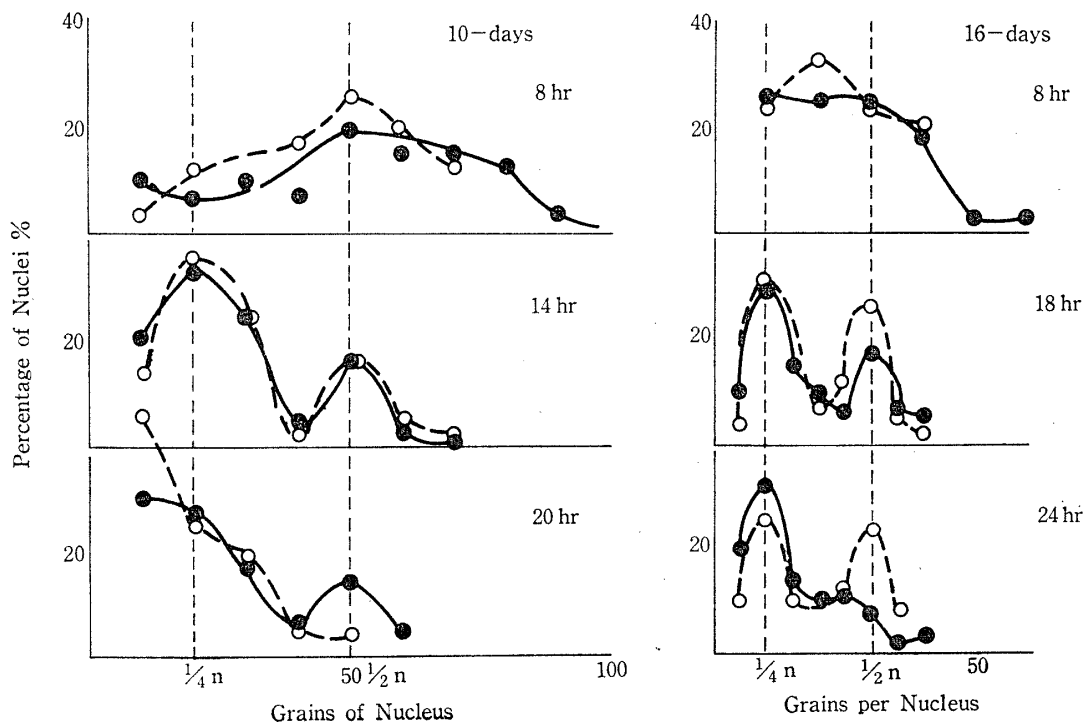 40
10-days
8 hr
20
14 hr
20
20 hr
20
1/4 n
50 1/2 n
100
Grains of Nucleus
Percentage of Nuclei %
40
16-days
8 hr
20
18 hr
20
24 hr
20
1/4 n
1/2 n
50
Grains per Nucleus